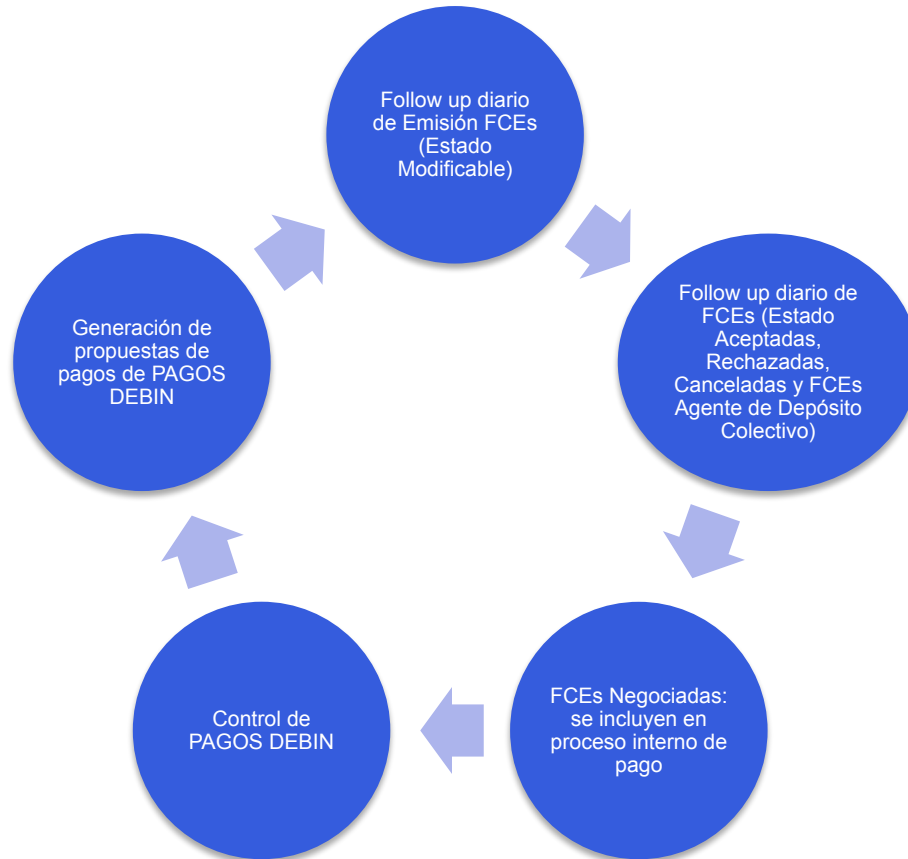 Follow up diario
de Emisión FCEs
(Estado
Modificable)
Follow up diario de
FCEs (Estado
Aceptadas,
Rechazadas,
Canceladas y FCEs
Agente de Depósito
Colectivo)
FCEs Negociadas:
se incluyen en
proceso interno de
pago
Control de
PAGOS DEBIN
Generación de
propuestas de
pagos de PAGOS
DEBIN